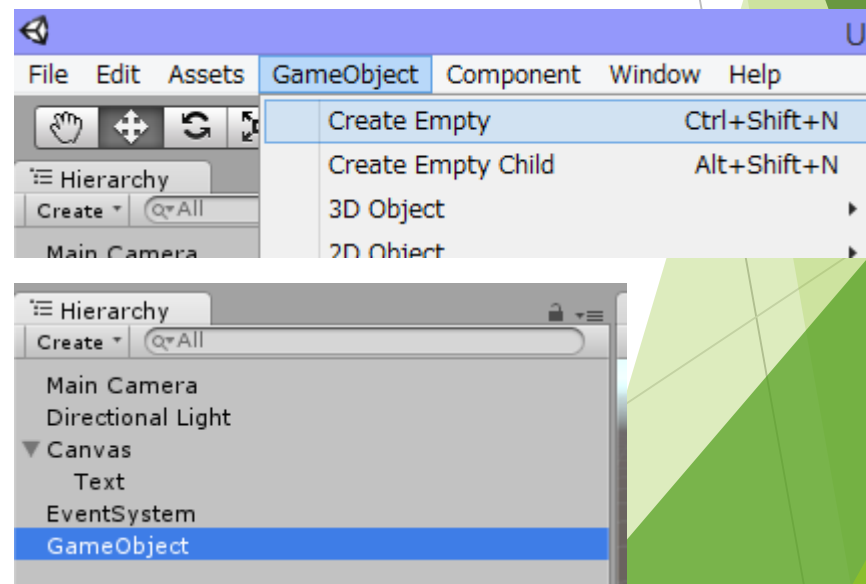 U
File Edit Assets GameObject Component Window Help
Create Empty Ctrl+Shift+N
Create Empty Child Alt+Shift+N
Hierarchy
Create All
3D Object
Main Camera
2D Object
Hierarchy
Create All
Main Camera
Directional Light
Canvas
Text
EventSystem
GameObject